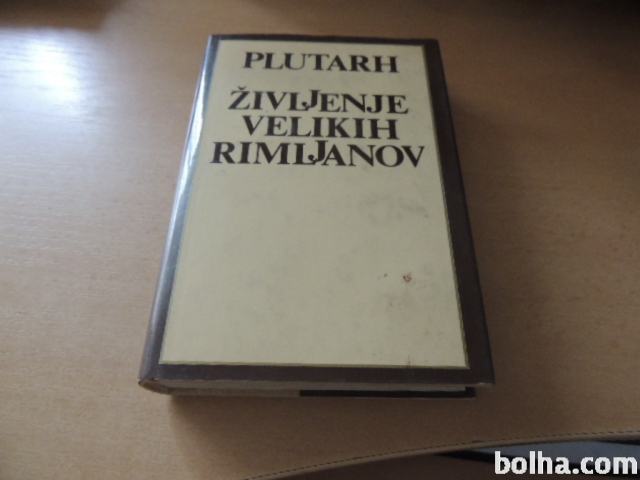 PLUTARH
ŽIVLJENJE
VELIKIH
RIMLJANOV
bolha.com